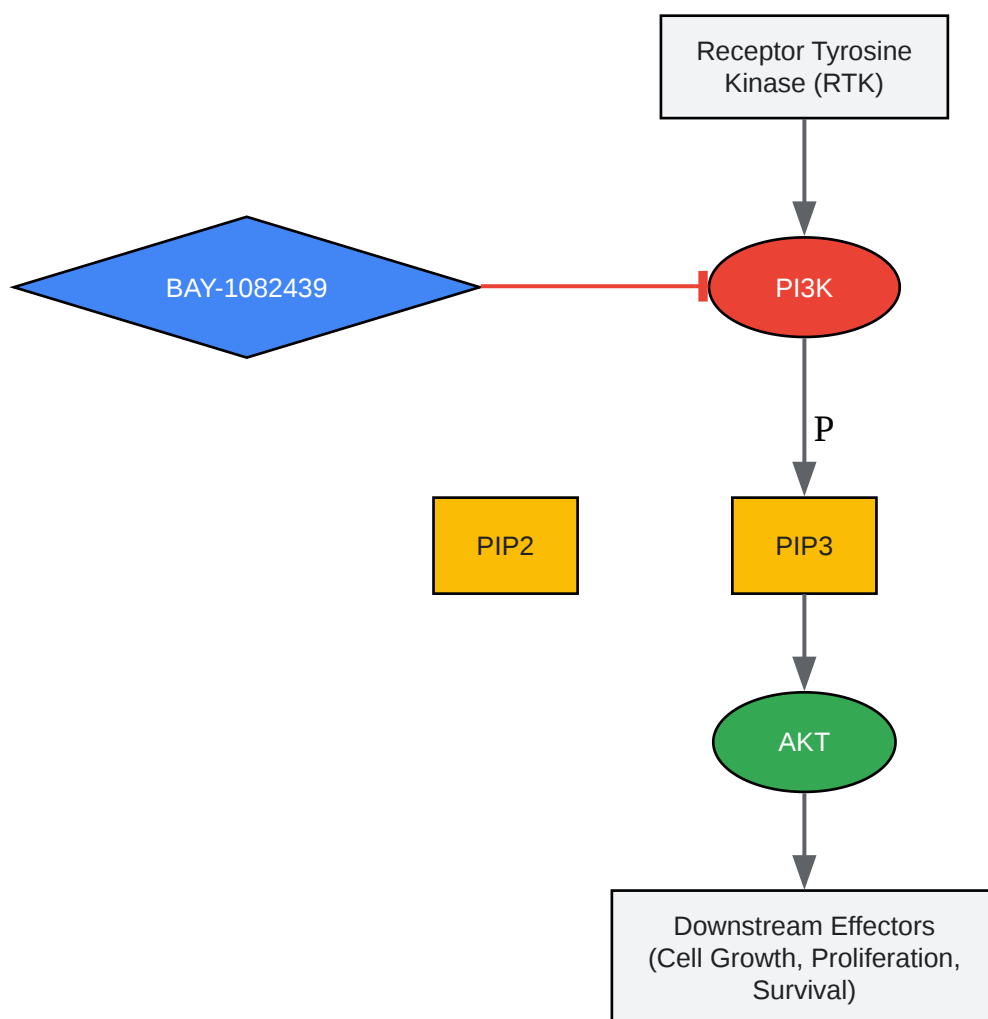 Receptor Tyrosine
Kinase (RTK)
BAY-1082439
PI3K
P
PIP2
PIP3
AKT
Downstream Effectors
(Cell Growth, Proliferation,
Survival)